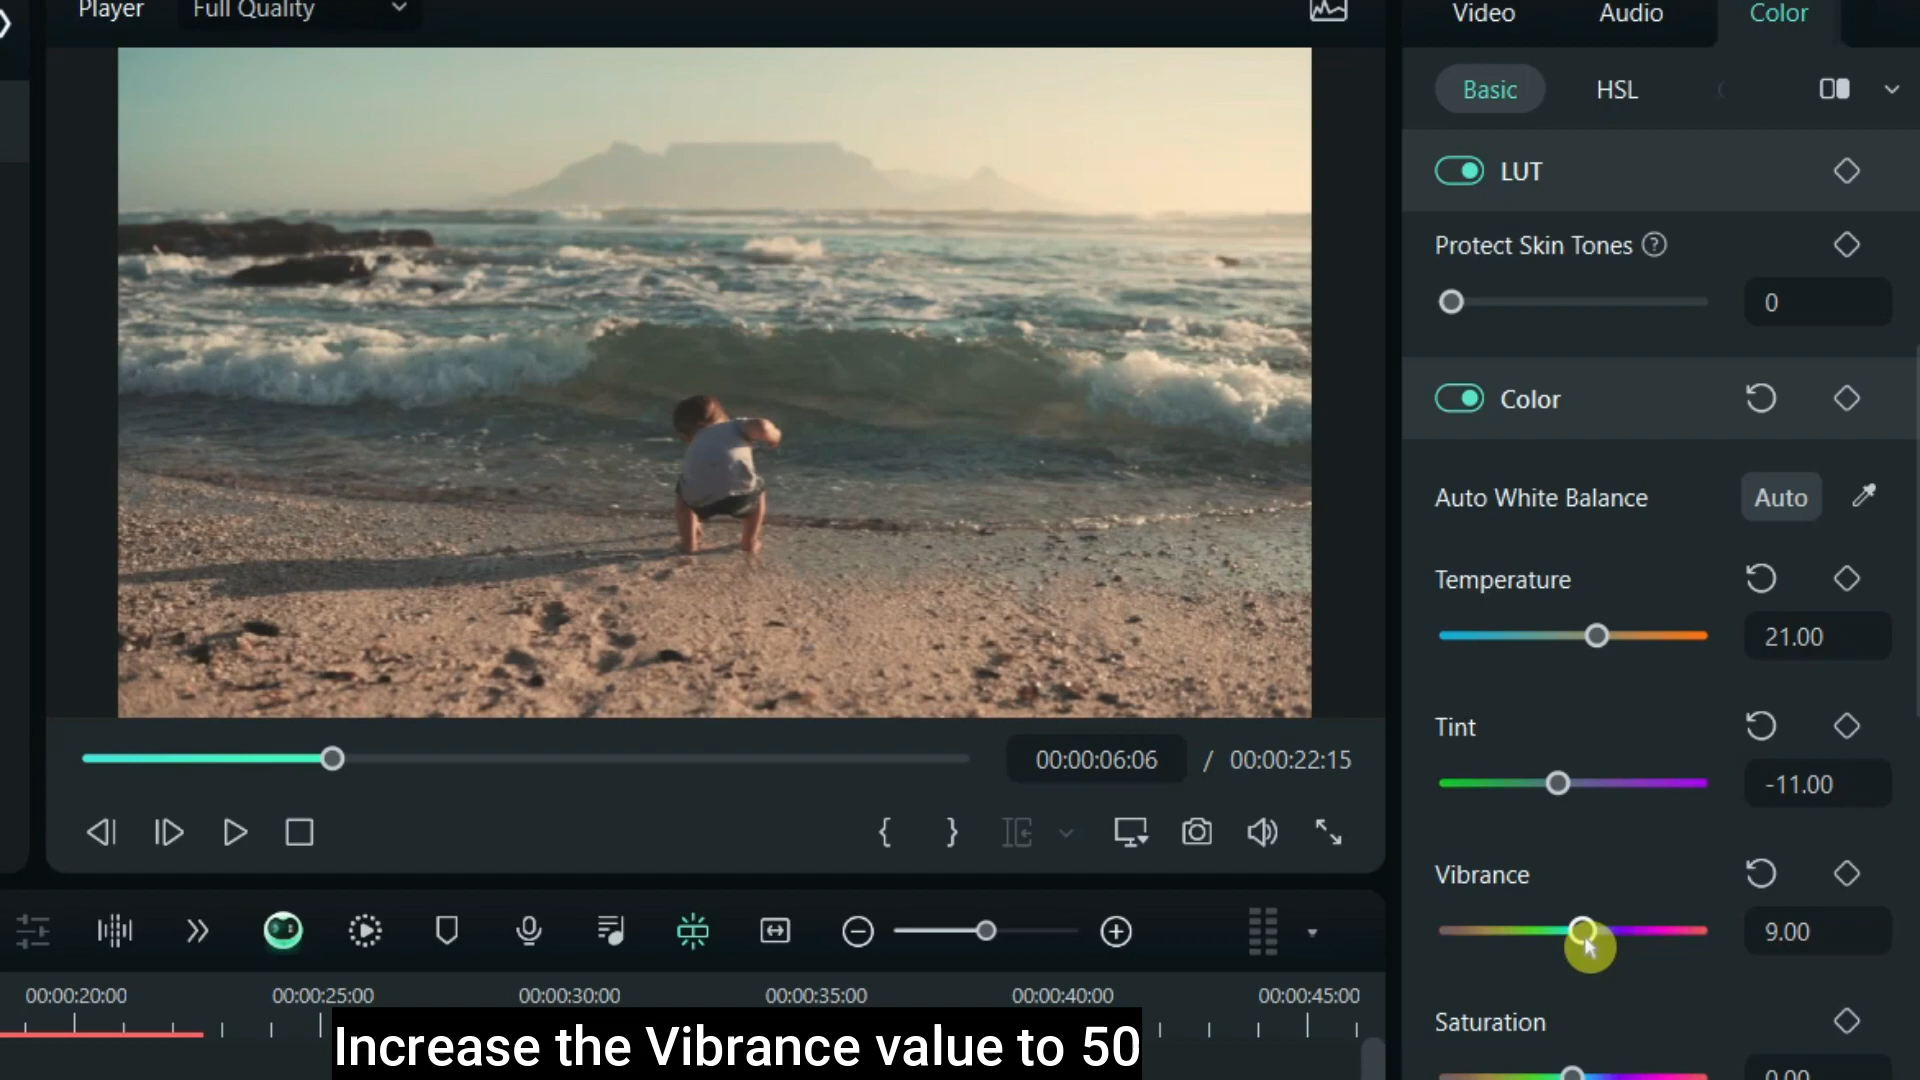 Player
Full Quality
Video
Audio
Color
Basic
HSL
LUT
Protect Skin Tones
0
Color
Auto White Balance
Auto
Temperature
21.00
Tint
-11.00
00:00:06:06 / 00:00:22:15
Vibrance
9.00
Saturation
0.00
00:00:20:00
00:00:25:00
00:00:30:00
00:00:35:00
00:00:40:00
00:00:45:00
Increase the Vibrance value to 50